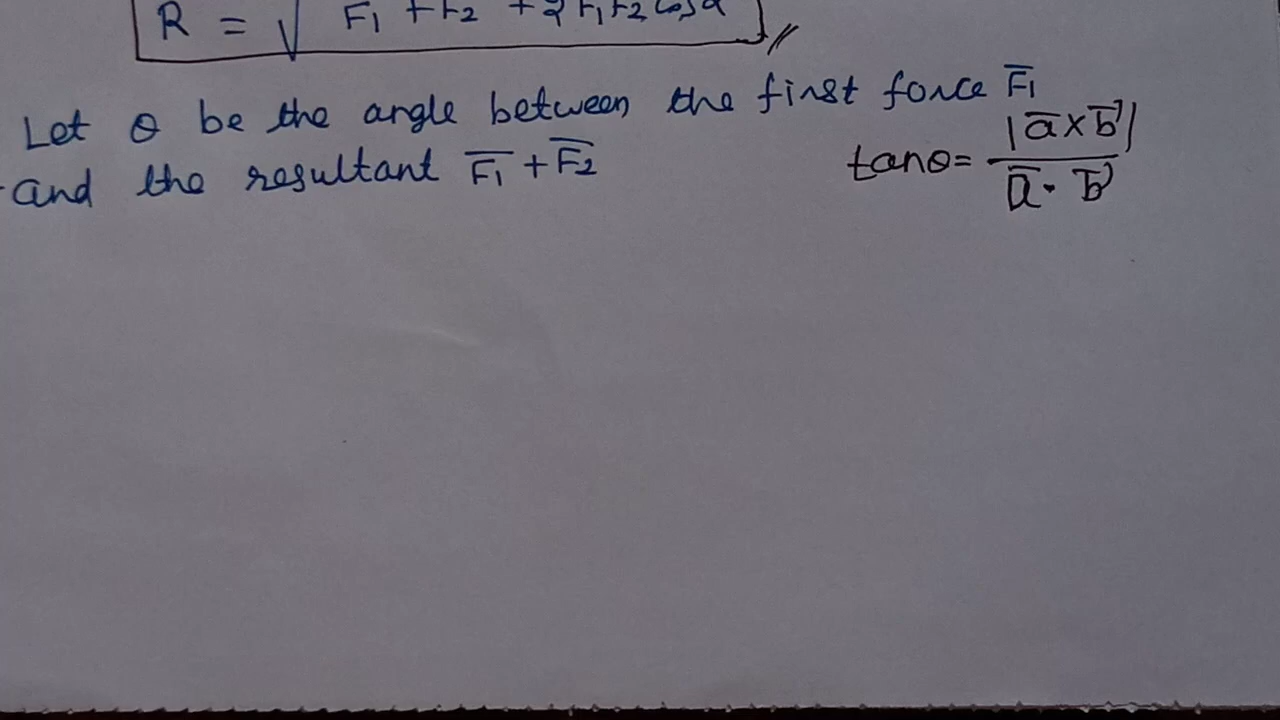 R = √ F₁ + F₂ + 2 F₁F₂ cosα
Let θ be the angle between the first force F̅₁
and the resultant F̅₁ + F̅₂
tanθ = |a̅ × b̅| / a̅ · b̅